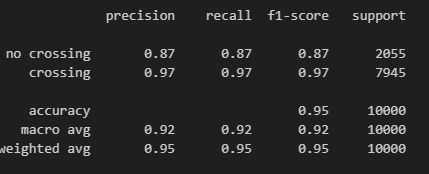 precision recall f1-score support
no crossing 0.87 0.87 0.87 2055
crossing 0.97 0.97 0.97 7945
accuracy 0.95 10000
macro avg 0.92 0.92 0.92 10000
weighted avg 0.95 0.95 0.95 10000